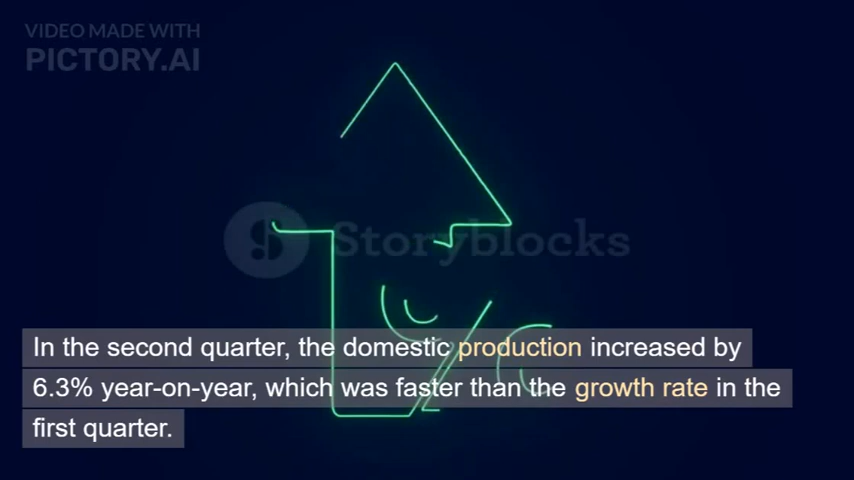 VIDEO MADE WITH
PICTORY.AI
Storyblocks
In the second quarter, the domestic production increased by
6.3% year-on-year, which was faster than the growth rate in the
first quarter.